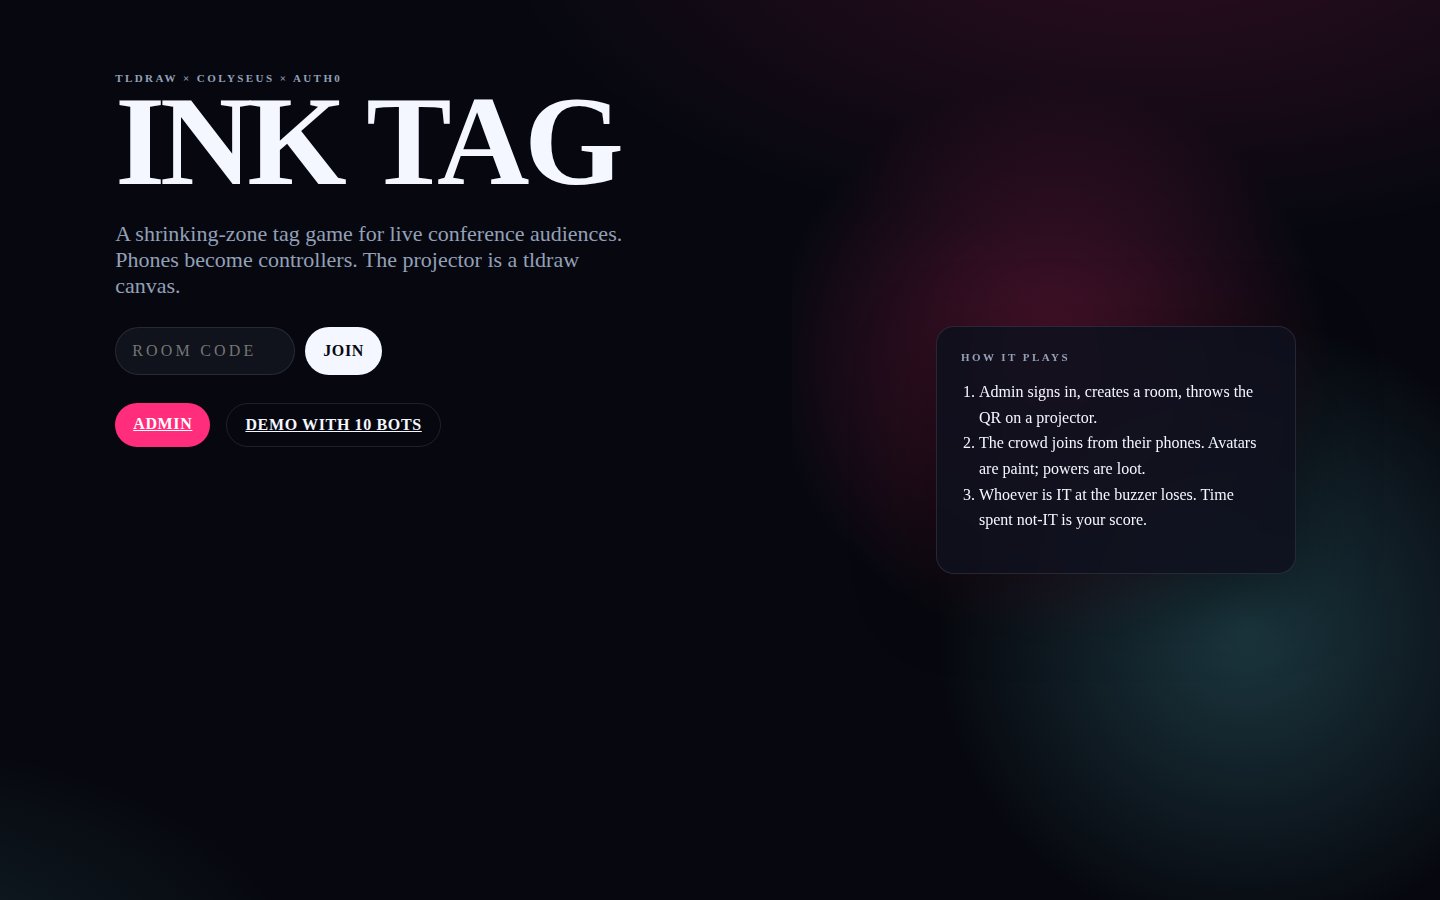 TLDRAW × COLYSEUS × AUTH0
INK TAG
A shrinking-zone tag game for live conference audiences.
Phones become controllers. The projector is a tldraw
canvas.
ROOM CODE
JOIN
ADMIN
DEMO WITH 10 BOTS
HOW IT PLAYS
1. Admin signs in, creates a room, throws the
QR on a projector.
2. The crowd joins from their phones. Avatars
are paint; powers are loot.
3. Whoever is IT at the buzzer loses. Time
spent not-IT is your score.